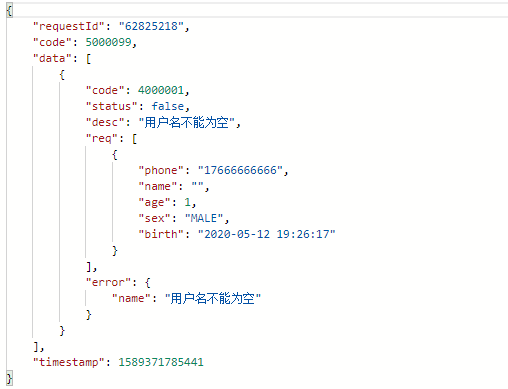 {
    "requestId": "62825218",
    "code": 5000099,
    "data": [
        {
            "code": 4000001,
            "status": false,
            "desc": "用户名不能为空",
            "req": [
                {
                    "phone": "17666666666",
                    "name": "",
                    "age": 1,
                    "sex": "MALE",
                    "birth": "2020-05-12 19:26:17"
                }
            ],
            "error": {
                "name": "用户名不能为空"
            }
        }
    ],
    "timestamp": 1589371785441
}